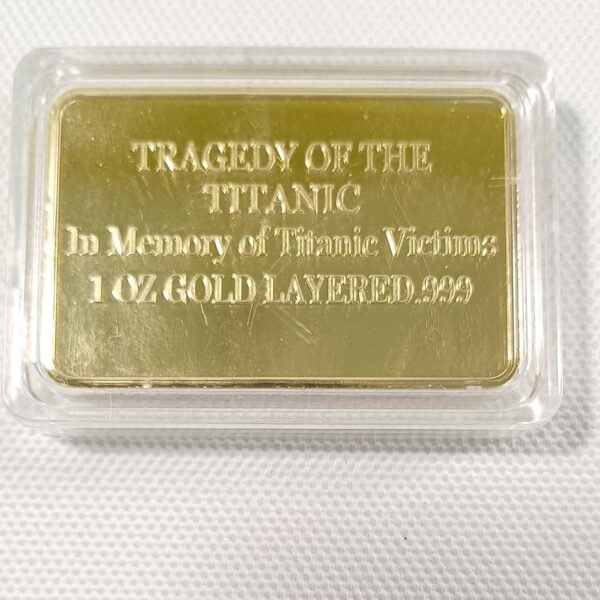 TRAGEDY OF THE
TITANIC
In Memory of Titanic Victims
1 OZ GOLD LAYERED.999